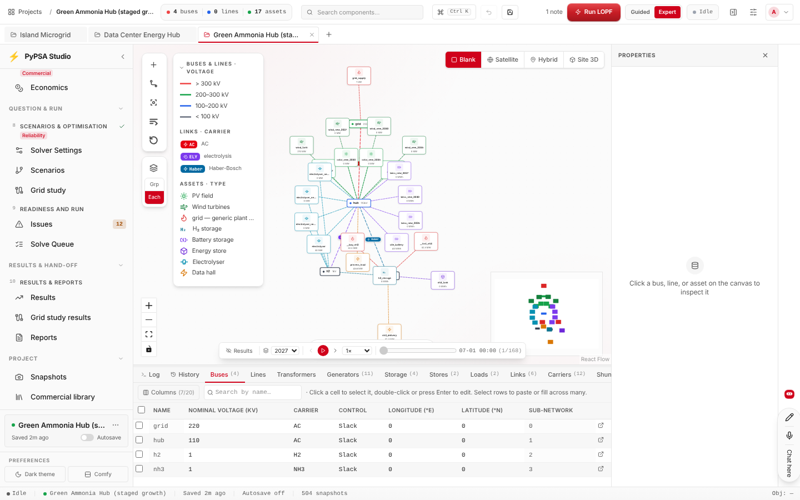 Projects / Green Ammonia Hub (staged gr...
4 buses 0 lines 17 assets
Search components...
Ctrl K
1 note
Run LOPF
Guided Expert
Idle
A
Island Microgrid
Data Center Energy Hub
Green Ammonia Hub (sta...
PyPSA Studio
Commercial
Economics
QUESTION & RUN
9 SCENARIOS & OPTIMISATION
Reliability
Solver Settings
Scenarios
Grid study
READINESS AND RUN
Issues 12
Solve Queue
RESULTS & HAND-OFF
10 RESULTS & REPORTS
Results
Grid study results
Reports
PROJECT
Snapshots
Commercial library
Green Ammonia Hub (s...
Saved 2m ago Autosave
PREFERENCES
Dark theme Comfy
Grp
Each
BUSES & LINES · VOLTAGE
> 300 kV
200–300 kV
100–200 kV
< 100 kV
LINKS · CARRIER
AC AC
ELY electrolysis
Haber Haber-Bosch
ASSETS · TYPE
PV field
Wind turbines
grid — generic plant ...
H₂ storage
Battery storage
Energy store
Electrolyser
Data hall
Blank Satellite Hybrid Site 3D
Results 2027 1x 07-01 00:00 (1/168)
React Flow
PROPERTIES
Click a bus, line, or asset on the canvas to inspect it
Chat here
Log History Buses (4) Lines Transformers Generators (11) Storage (4) Stores (2) Loads (2) Links (6) Carriers (12) Shun
Columns (7/20) Search by name... · Click a cell to select it, double-click or press Enter to edit. Select rows to paste or fill across many.
NAME NOMINAL VOLTAGE (KV) CARRIER CONTROL LONGITUDE (°E) LATITUDE (°N) SUB-NETWORK
grid 220 AC Slack 0 0 0
hub 110 AC Slack 0 0 1
h2 1 H2 Slack 0 0 2
nh3 1 NH3 Slack 0 0 3
Idle Green Ammonia Hub (staged growth) Saved 2m ago Autosave off 504 snapshots Obj: —